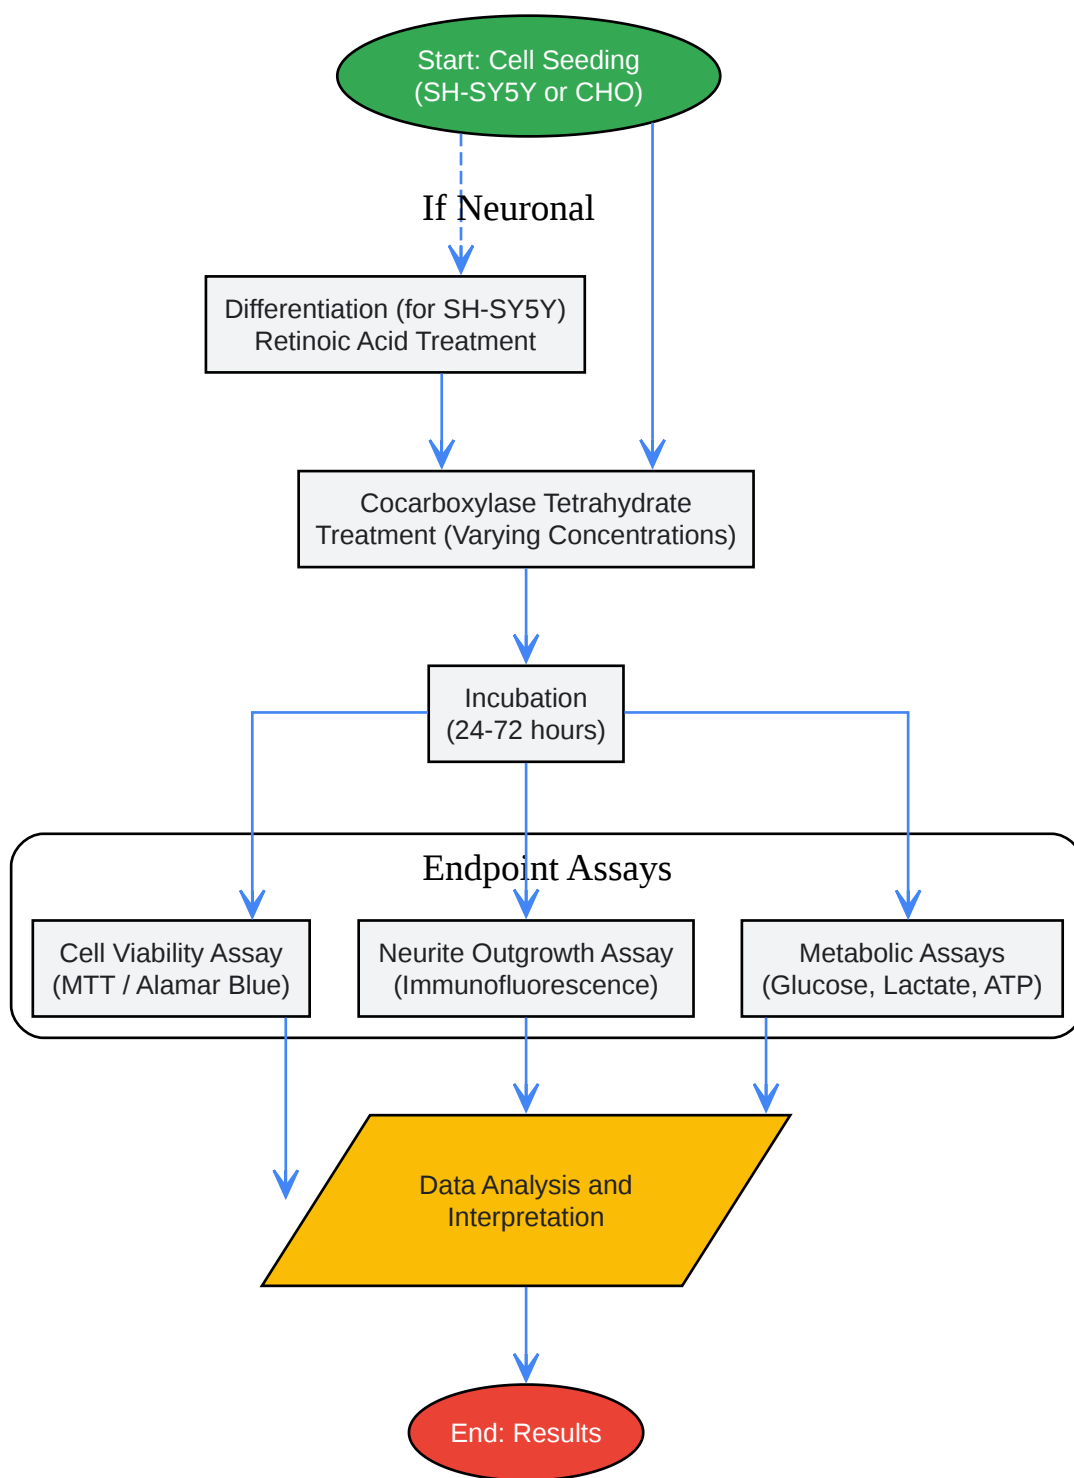 Start: Cell Seeding
(SH-SY5Y or CHO)
If Neuronal
Differentiation (for SH-SY5Y)
Retinoic Acid Treatment
Cocarboxylase Tetrahydrate
Treatment (Varying Concentrations)
Incubation
(24-72 hours)
Endpoint Assays
Cell Viability Assay
(MTT / Alamar Blue)
Neurite Outgrowth Assay
(Immunofluorescence)
Metabolic Assays
(Glucose, Lactate, ATP)
Data Analysis and
Interpretation
End: Results